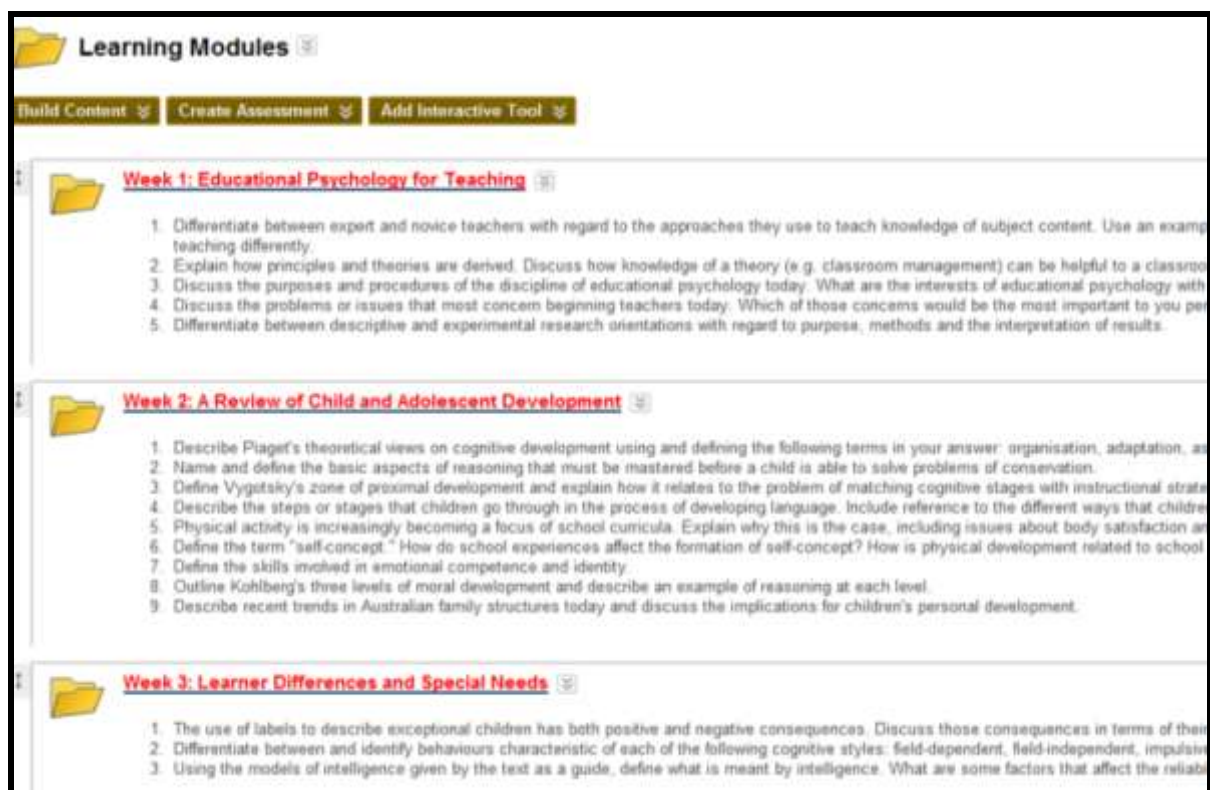 Learning Modules
Build Content Create Assessment Add Interactive Tool
Week 1: Educational Psychology for Teaching
1. Differentiate between expert and novice teachers with regard to the approaches they use to teach knowledge of subject content. Use an examp
teaching differently.
2. Explain how principles and theories are derived. Discuss how knowledge of a theory (e.g. classroom management) can be helpful to a classroo
3. Discuss the purposes and procedures of the discipline of educational psychology today. What are the interests of educational psychology with
4. Discuss the problems or issues that most concern beginning teachers today. Which of those concerns would be the most important to you per
5. Differentiate between descriptive and experimental research orientations with regard to purpose, methods and the interpretation of results.
Week 2: A Review of Child and Adolescent Development
1. Describe Piaget's theoretical views on cognitive development using and defining the following terms in your answer: organisation, adaptation, as
2. Name and define the basic aspects of reasoning that must be mastered before a child is able to solve problems of conservation.
3. Define Vygotsky's zone of proximal development and explain how it relates to the problem of matching cognitive stages with instructional strate
4. Describe the steps or stages that children go through in the process of developing language. Include reference to the different ways that childre
5. Physical activity is increasingly becoming a focus of school curricula. Explain why this is the case, including issues about body satisfaction an
6. Define the term "self-concept." How do school experiences affect the formation of self-concept? How is physical development related to school
7. Define the skills involved in emotional competence and identity.
8. Outline Kohlberg's three levels of moral development and describe an example of reasoning at each level.
9. Describe recent trends in Australian family structures today and discuss the implications for children's personal development.
Week 3: Learner Differences and Special Needs
1. The use of labels to describe exceptional children has both positive and negative consequences. Discuss those consequences in terms of their
2. Differentiate between and identify behaviours characteristic of each of the following cognitive styles: field-dependent, field-independent, impulsive
3. Using the models of intelligence given by the text as a guide, define what is meant by intelligence. What are some factors that affect the reliabi